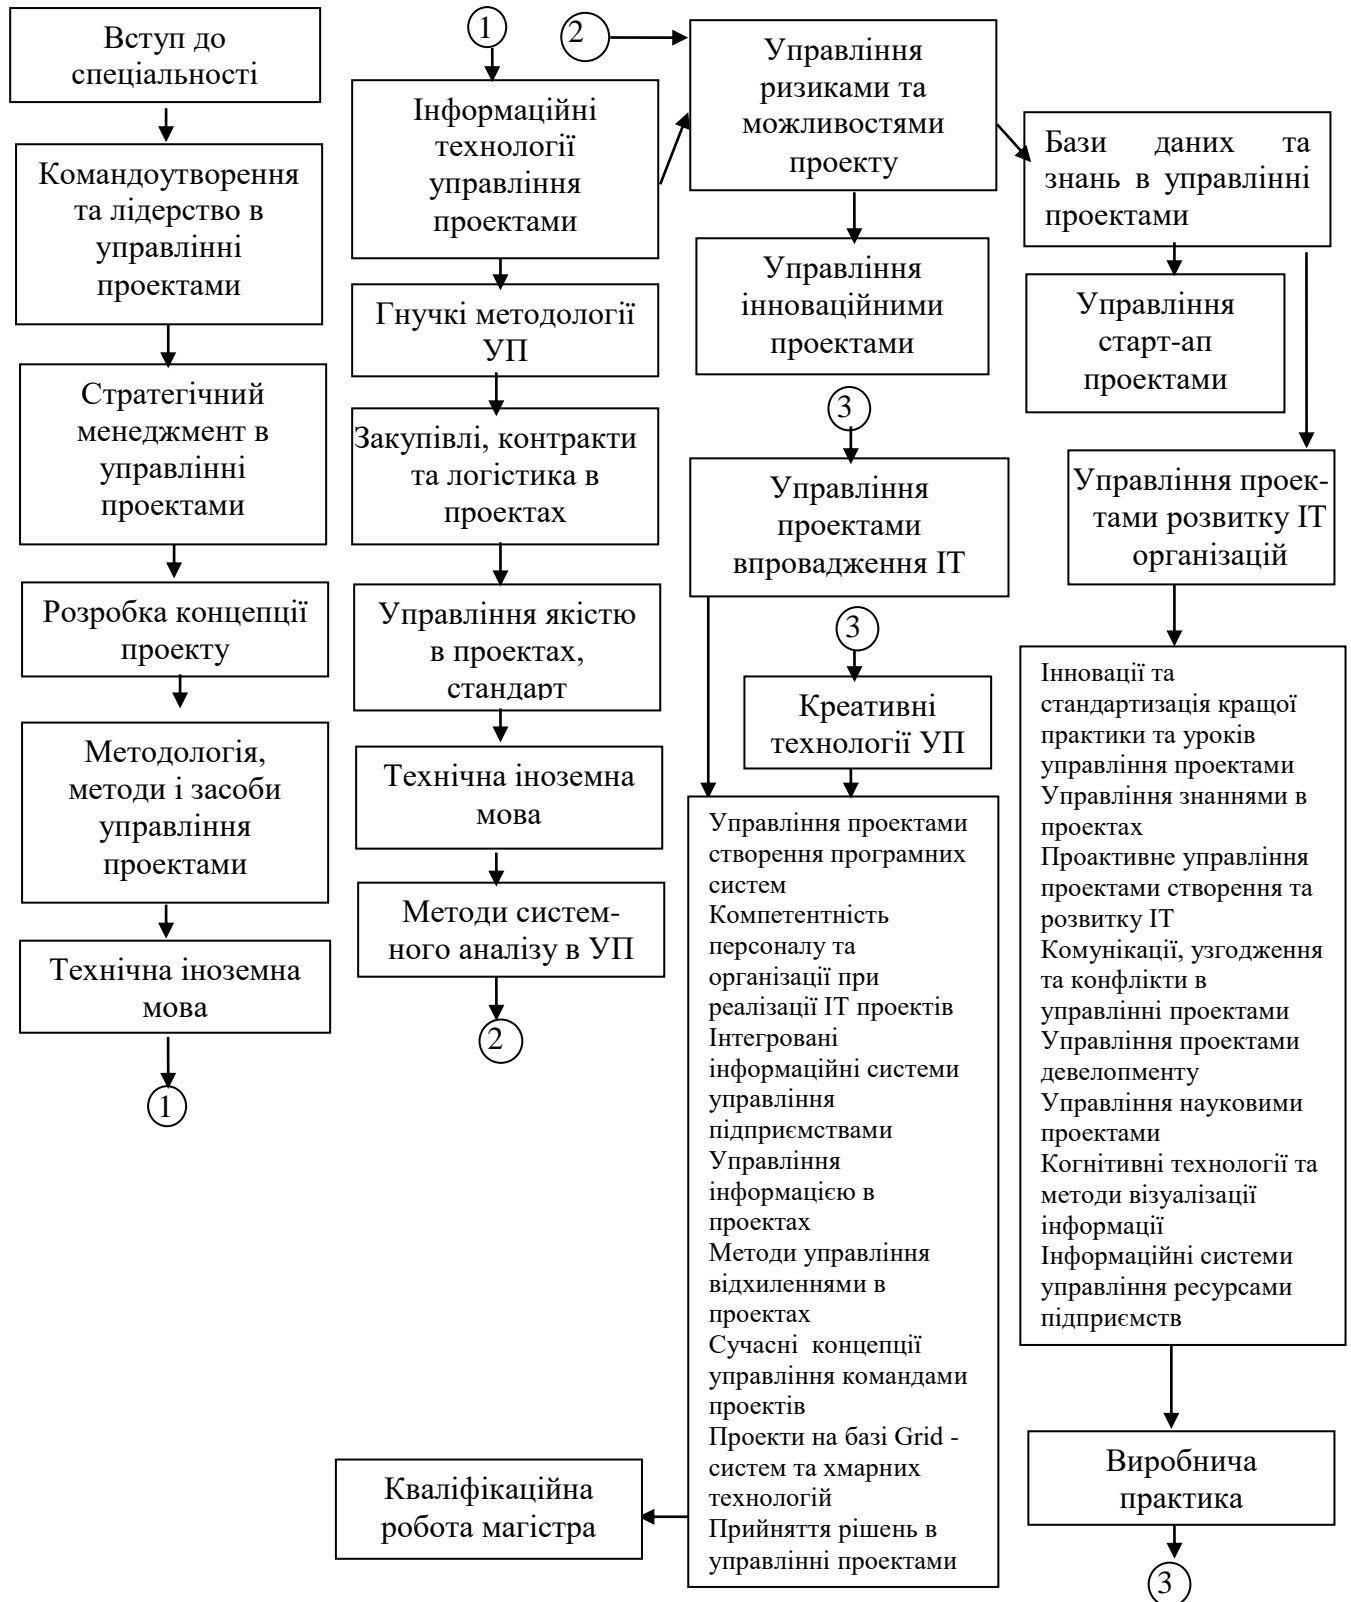 Вступ до
спеціальності
Командоутворення
та лідерство в
управлінні
проектами
Стратегічний
менеджмент в
управлінні
проектами
Розробка концепції
проекту
Методологія,
методи і засоби
управління
проектами
Технічна іноземна
мова
1
1
Інформаційні
технології
управління
проектами
Гнучкі методології
УП
Закупівлі, контракти
та логістика в
проектах
Управління якістю
в проектах,
стандарт
Технічна іноземна
мова
Методи систем-
ного аналізу в УП
2
2
Управління
ризиками та
можливостями
проекту
Управління
інноваційними
проектами
3
Управління
проектами
впровадження ІТ
3
Креативні
технології УП
Управління проектами
створення програмних
систем
Компетентність
персоналу та
організації при
реалізації ІТ проектів
Інтегровані
інформаційні системи
управління
підприємствами
Управління
інформацією в
проектах
Методи управління
відхиленнями в
проектах
Сучасні концепції
управління командами
проектів
Проекти на базі Grid -
систем та хмарних
технологій
Прийняття рішень в
управлінні проектами
Кваліфікаційна
робота магістра
Бази даних та
знань в управлінні
проектами
Управління
старт-ап
проектами
Управління проек-
тами розвитку ІТ
організацій
Інновації та
стандартизація кращої
практики та уроків
управління проектами
Управління знаннями в
проектах
Проактивне управління
проектами створення та
розвитку ІТ
Комунікації, узгодження
та конфлікти в
управлінні проектами
Управління проектами
девелопменту
Управління науковими
проектами
Когнітивні технології та
методи візуалізації
інформації
Інформаційні системи
управління ресурсами
підприємств
Виробнича
практика
3